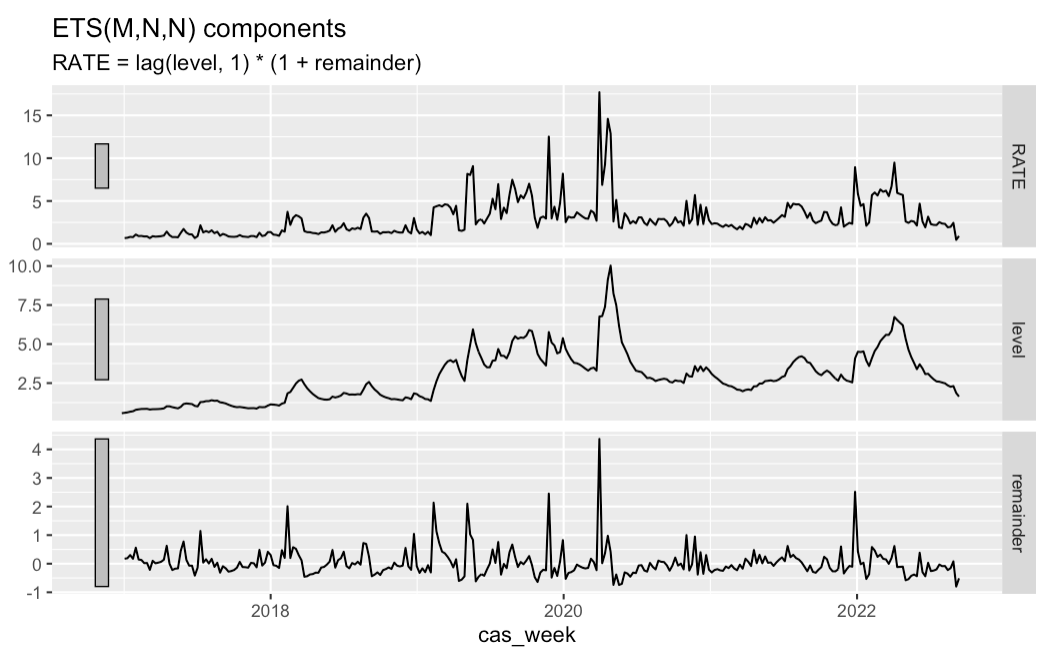 ETS(M,N,N) components
RATE = lag(level, 1) * (1 + remainder)
15
10
5
0
RATE
10.0
7.5
5.0
2.5
level
4
3
2
1
0
-1
remainder
2018
2020
2022
cas_week